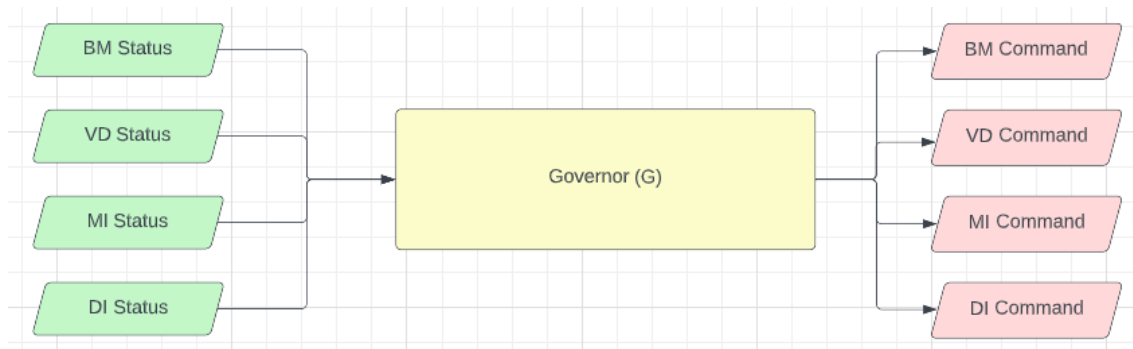 BM Status
VD Status
MI Status
DI Status
Governor (G)
BM Command
VD Command
MI Command
DI Command